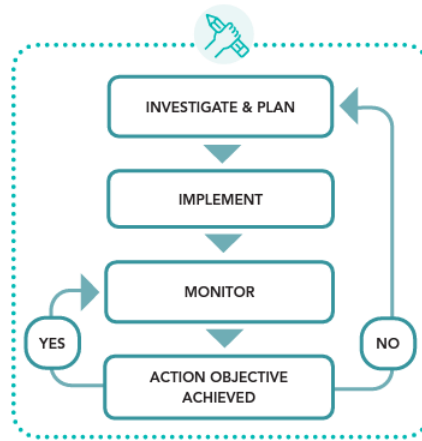 INVESTIGATE & PLAN
IMPLEMENT
MONITOR
YES
NO
ACTION OBJECTIVE
ACHIEVED